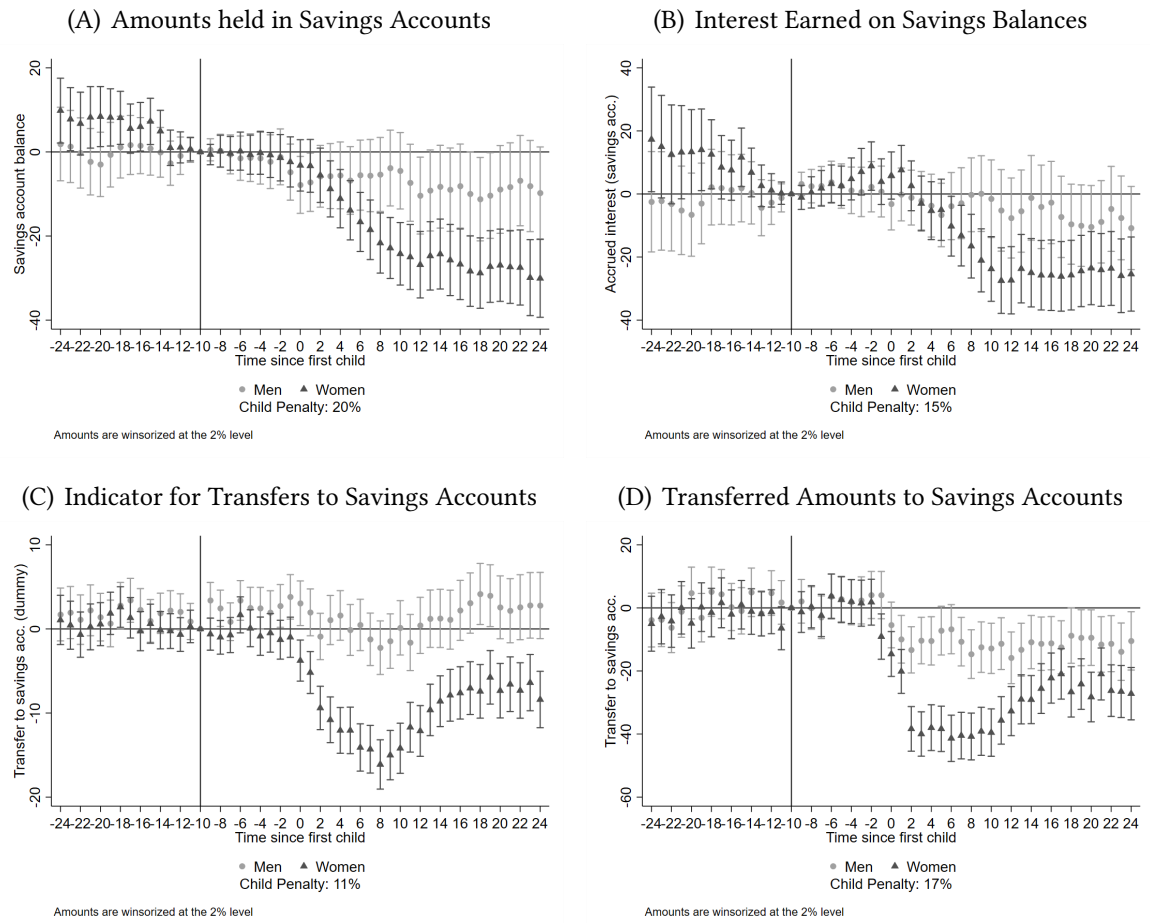 (A) Amounts held in Savings Accounts
20
0
20
40
Savings account balance
-24-22-20-18-16-14-12-10 -8 -6 -4 -2 0 2 4 6 8 10 12 14 16 18 20 22 24
Time since first child
Men Women
Child Penalty: 20%
Amounts are winsorized at the 2% level
(B) Interest Earned on Savings Balances
40
20
0
-20
-40
Accrued interest (savings acc.)
-24-22-20-18-16-14-12-10 -8 -6 -4 -2 0 2 4 6 8 10 12 14 16 18 20 22 24
Time since first child
Men Women
Child Penalty: 15%
Amounts are winsorized at the 2% level
(C) Indicator for Transfers to Savings Accounts
10
0
-10
-20
Transfer to savings acc. (dummy)
-24-22-20-18-16-14-12-10 -8 -6 -4 -2 0 2 4 6 8 10 12 14 16 18 20 22 24
Time since first child
Men Women
Child Penalty: 11%
Amounts are winsorized at the 2% level
(D) Transferred Amounts to Savings Accounts
20
0
-20
-40
-60
Transfer to savings acc.
-24-22-20-18-16-14-12-10 -8 -6 -4 -2 0 2 4 6 8 10 12 14 16 18 20 22 24
Time since first child
Men Women
Child Penalty: 17%
Amounts are winsorized at the 2% level